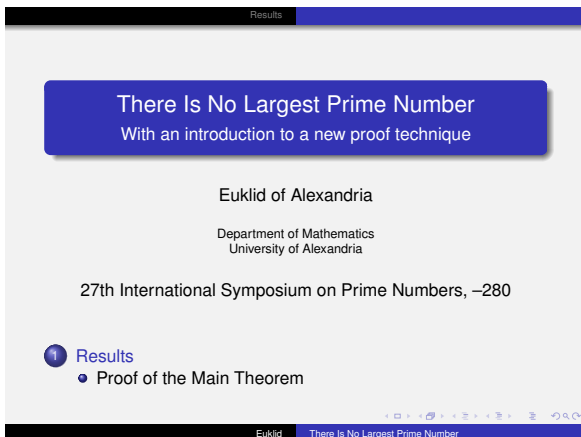 Results
There Is No Largest Prime Number
With an introduction to a new proof technique
Euklid of Alexandria
Department of Mathematics
University of Alexandria
27th International Symposium on Prime Numbers, –280
1 Results
Proof of the Main Theorem
Euklid There Is No Largest Prime Number